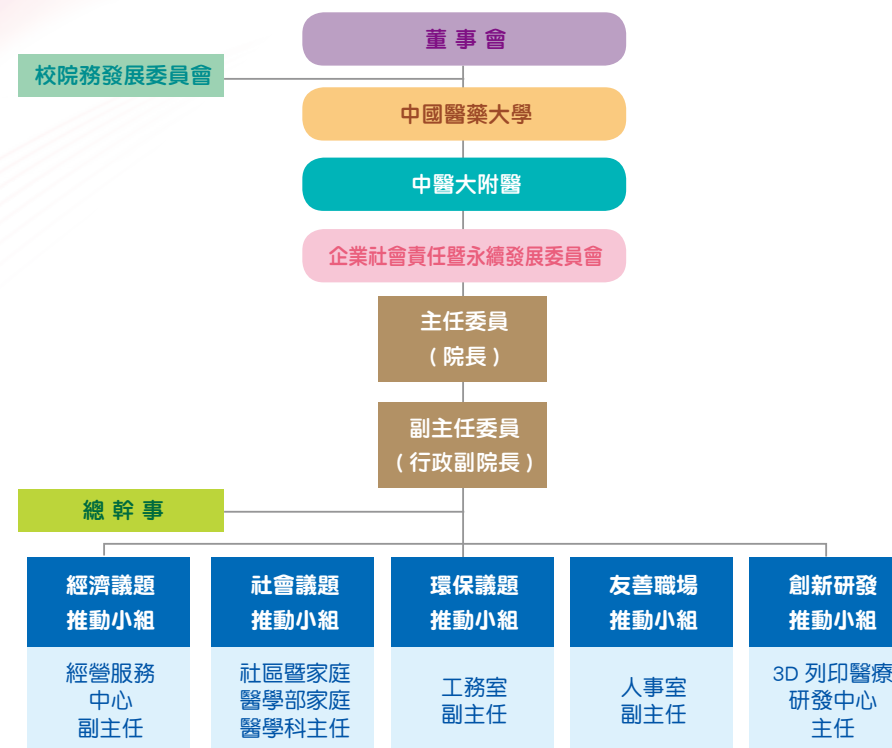 董事會
校院務發展委員會
中國醫藥大學
中醫大附醫
企業社會責任暨永續發展委員會
主任委員
(院長)
副主任委員
(行政副院長)
總幹事
經濟議題
推動小組
經營服務
中心
副主任
社會議題
推動小組
社區暨家庭
醫學部家庭
醫學科主任
環保議題
推動小組
工務室
副主任
友善職場
推動小組
人事室
副主任
創新研發
推動小組
3D 列印醫療
研發中心
主任